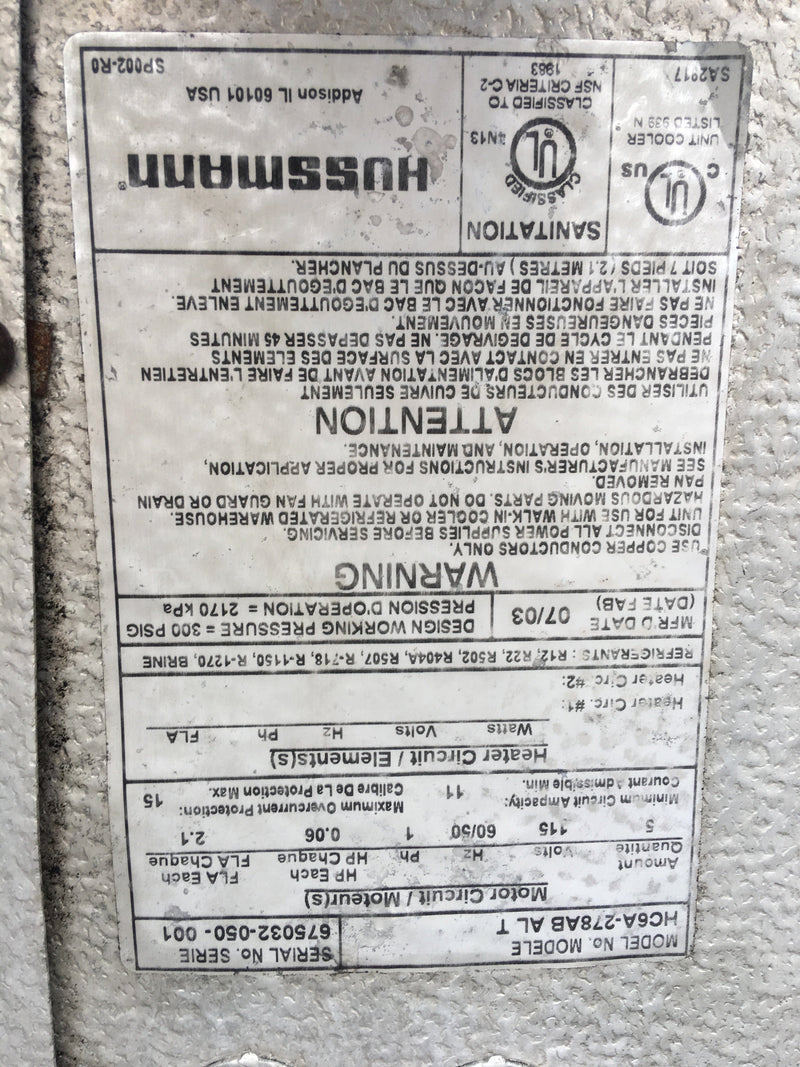 MODEL No. MODELE
HC6A-278AB AL T
SERIAL No. SERIE
675032-050-001
Motor Circuit / Moteur(s)
Amount Volts Hz Ph HP Each FLA Each
Quantite HP Chaque FLA Chaque
5 115 60/50 1 0.06 2.1
Minimum Circuit Ampacity: 11 Maximum Overcurrent Protection: 15
Courant Admissible Min. Calibre De La Protection Max.
Heater Circuit / Elements(s)
Watts Volts Hz Ph FLA
Heater Circ. #1:
Heater Circ. #2:
REFRIGERANTS : R12, R22, R502, R404A, R507, R-718, R-1150, R-1270, BRINE
MFR'D DATE 07/03
(DATE FAB)
DESIGN WORKING PRESSURE = 300 PSIG
PRESSION D'OPERATION = 2170 kPa
WARNING
USE COPPER CONDUCTORS ONLY.
DISCONNECT ALL POWER SUPPLIES BEFORE SERVICING.
UNIT FOR USE WITH WALK-IN COOLER OR REFRIGERATED WAREHOUSE.
HAZARDOUS MOVING PARTS. DO NOT OPERATE WITH FAN GUARD OR DRAIN
PAN REMOVED.
SEE MANUFACTURER'S INSTRUCTIONS FOR PROPER APPLICATION,
INSTALLATION, OPERATION, AND MAINTENANCE.
ATTENTION
UTILISER DES CONDUCTEURS DE CUIVRE SEULEMENT
DEBRANCHER LES BLOCS D'ALIMENTATION AVANT DE FAIRE L'ENTRETIEN
NE PAS ENTRER EN CONTACT AVEC LA SURFACE DES ELEMENTS
PENDANT LE CYCLE DE DEGIVRAGE. NE PAS DEPASSER 45 MINUTES
PIECES DANGEUREUSES EN MOUVEMENT.
NE PAS FAIRE FONCTIONNER AVEC LE BAC D'EGOUTTEMENT ENLEVE.
INSTALLER L'APPAREIL DE FAÇON QUE LE BAC D'EGOUTTEMENT
SOIT 7 PIEDS (2.1 METRES) AU-DESSUS DU PLANCHER.
C UL US
UNIT COOLER
LISTED 939 N
SA2917
SANITATION
CLASSIFIED
UL
4N13
CLASSIFIED TO
NSF CRITERIA C-2
1983
HUSSMANN®
Addison IL 60101 USA
SP002-R0